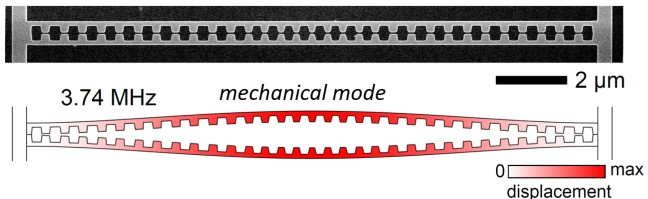 2 μm
3.74 MHz
mechanical mode
0
max
displacement